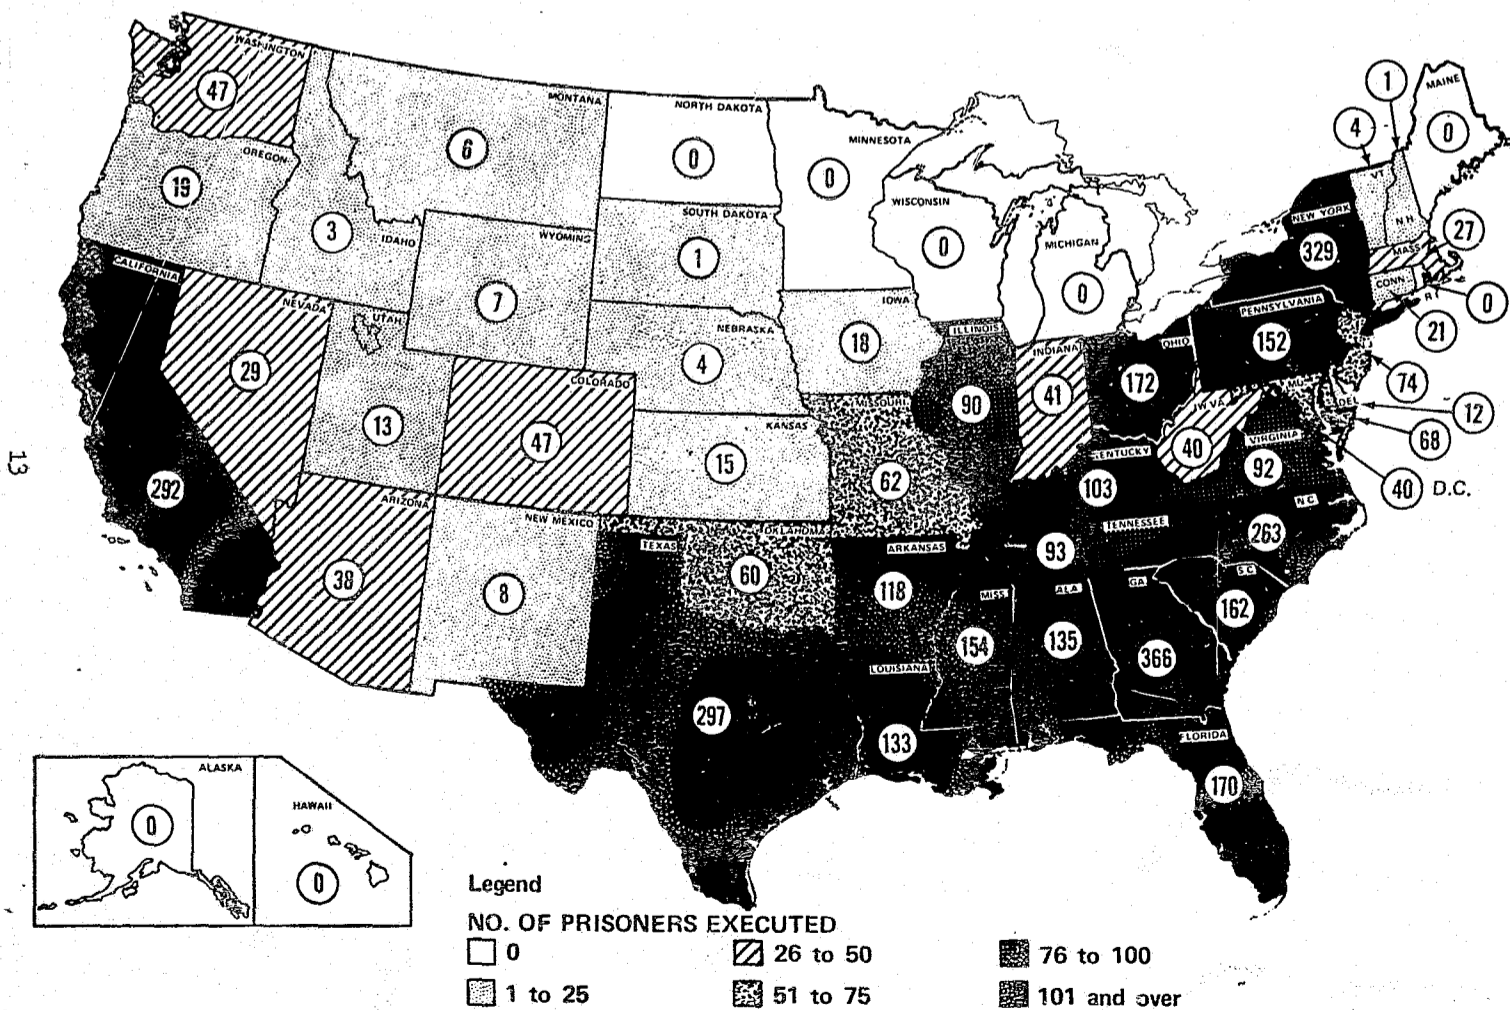 WASHINGTON
47
OREGON
19
MONTANA
6
IDAHO
3
WYOMING
7
NORTH DAKOTA
0
SOUTH DAKOTA
1
MINNESOTA
0
WISCONSIN
0
MICHIGAN
0
MAINE
0
1
4
VT
N.H.
NEW YORK
329
MASS
27
CONN
R I
0
21
CALIFORNIA
292
NEVADA
29
UTAH
13
COLORADO
47
NEBRASKA
4
IOWA
18
ILLINOIS
90
INDIANA
41
OHIO
172
PENNSYLVANIA
152
74
MD
DEL
12
68
40 D.C.
W VA
40
VIRGINIA
92
KENTUCKY
103
KANSAS
15
MISSOURI
62
ARIZONA
38
NEW MEXICO
8
TEXAS
297
OKLAHOMA
60
ARKANSAS
118
TENNESSEE
93
N C
263
S C
162
MISS
154
ALA
135
GA
366
LOUISIANA
133
FLORIDA
170
13
ALASKA
0
HAWAII
0
Legend
NO. OF PRISONERS EXECUTED
0
26 to 50
76 to 100
1 to 25
51 to 75
101 and over